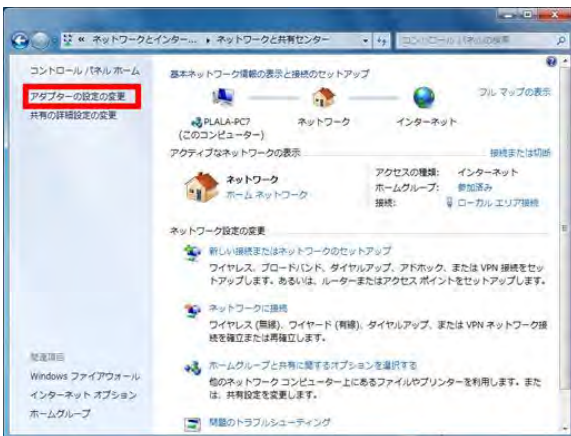 « ネットワークとインター... ▸ ネットワークと共有センター
コントロール パネルの検索
コントロール パネル ホーム
アダプターの設定の変更
共有の詳細設定の変更
基本ネットワーク情報の表示と接続のセットアップ
フル マップの表示
PLALA-PC7
(このコンピューター)
ネットワーク
インターネット
アクティブなネットワークの表示
接続または切断
ネットワーク
ホーム ネットワーク
アクセスの種類: インターネット
ホームグループ: 参加済み
接続: ローカル エリア接続
ネットワーク設定の変更
新しい接続またはネットワークのセットアップ
ワイヤレス、ブロードバンド、ダイヤルアップ、アドホック、または VPN 接続をセッ
トアップします。あるいは、ルーターまたはアクセス ポイントをセットアップします。
ネットワークに接続
ワイヤレス (無線)、ワイヤード (有線)、ダイヤルアップ、または VPN ネットワーク接
続を確立または再確立します。
ホームグループと共有に関するオプションを選択する
他のネットワーク コンピューター上にあるファイルやプリンターを利用します。また
は、共有設定を変更します。
問題のトラブルシューティング
関連項目
Windows ファイアウォール
インターネット オプション
ホームグループ